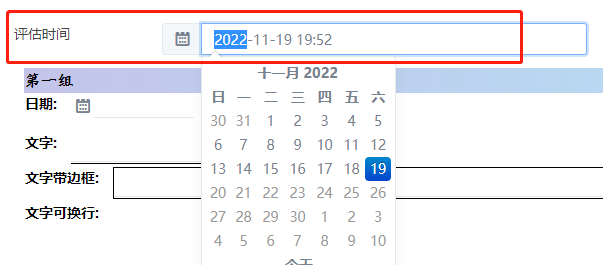 评估时间
2022-11-19 19:52
第一组
十一月 2022
日期:
日 一 二 三 四 五 六
30 31 1 2 3 4 5
文字:
6 7 8 9 10 11 12
13 14 15 16 17 18 19
文字带边框:
20 21 22 23 24 25 26
文字可换行:
27 28 29 30 1 2 3
4 5 6 7 8 9 10
今天